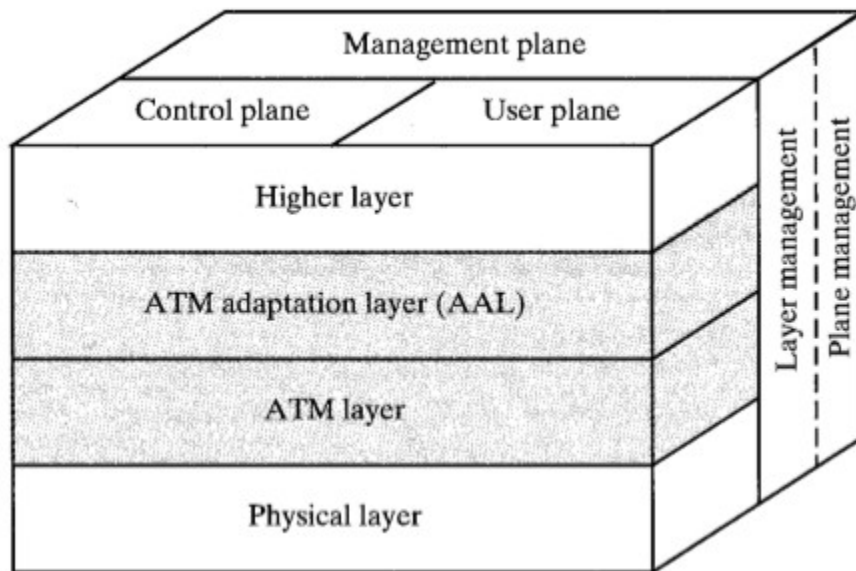 Management plane
Control plane
User plane
Higher layer
ATM adaptation layer (AAL)
ATM layer
Physical layer
Layer management
Plane management